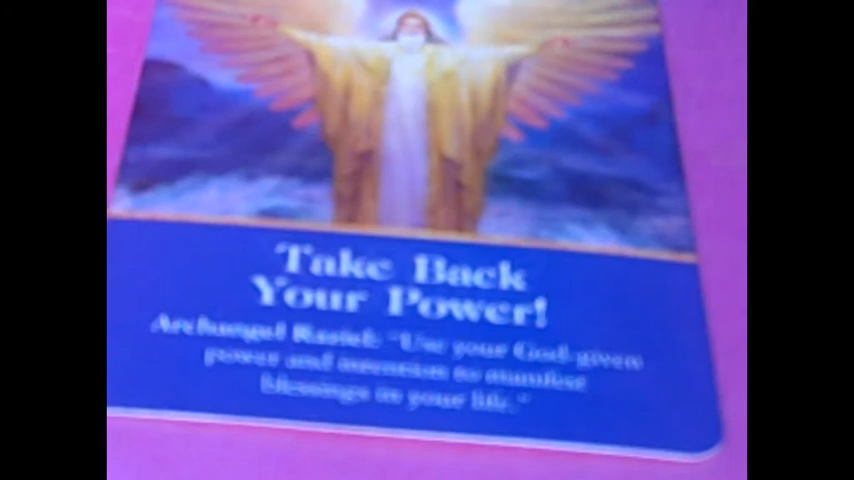 Take Back
Your Power!
Archangel Raziel: "Use your God-given
power and intention to manifest
blessings in your life."